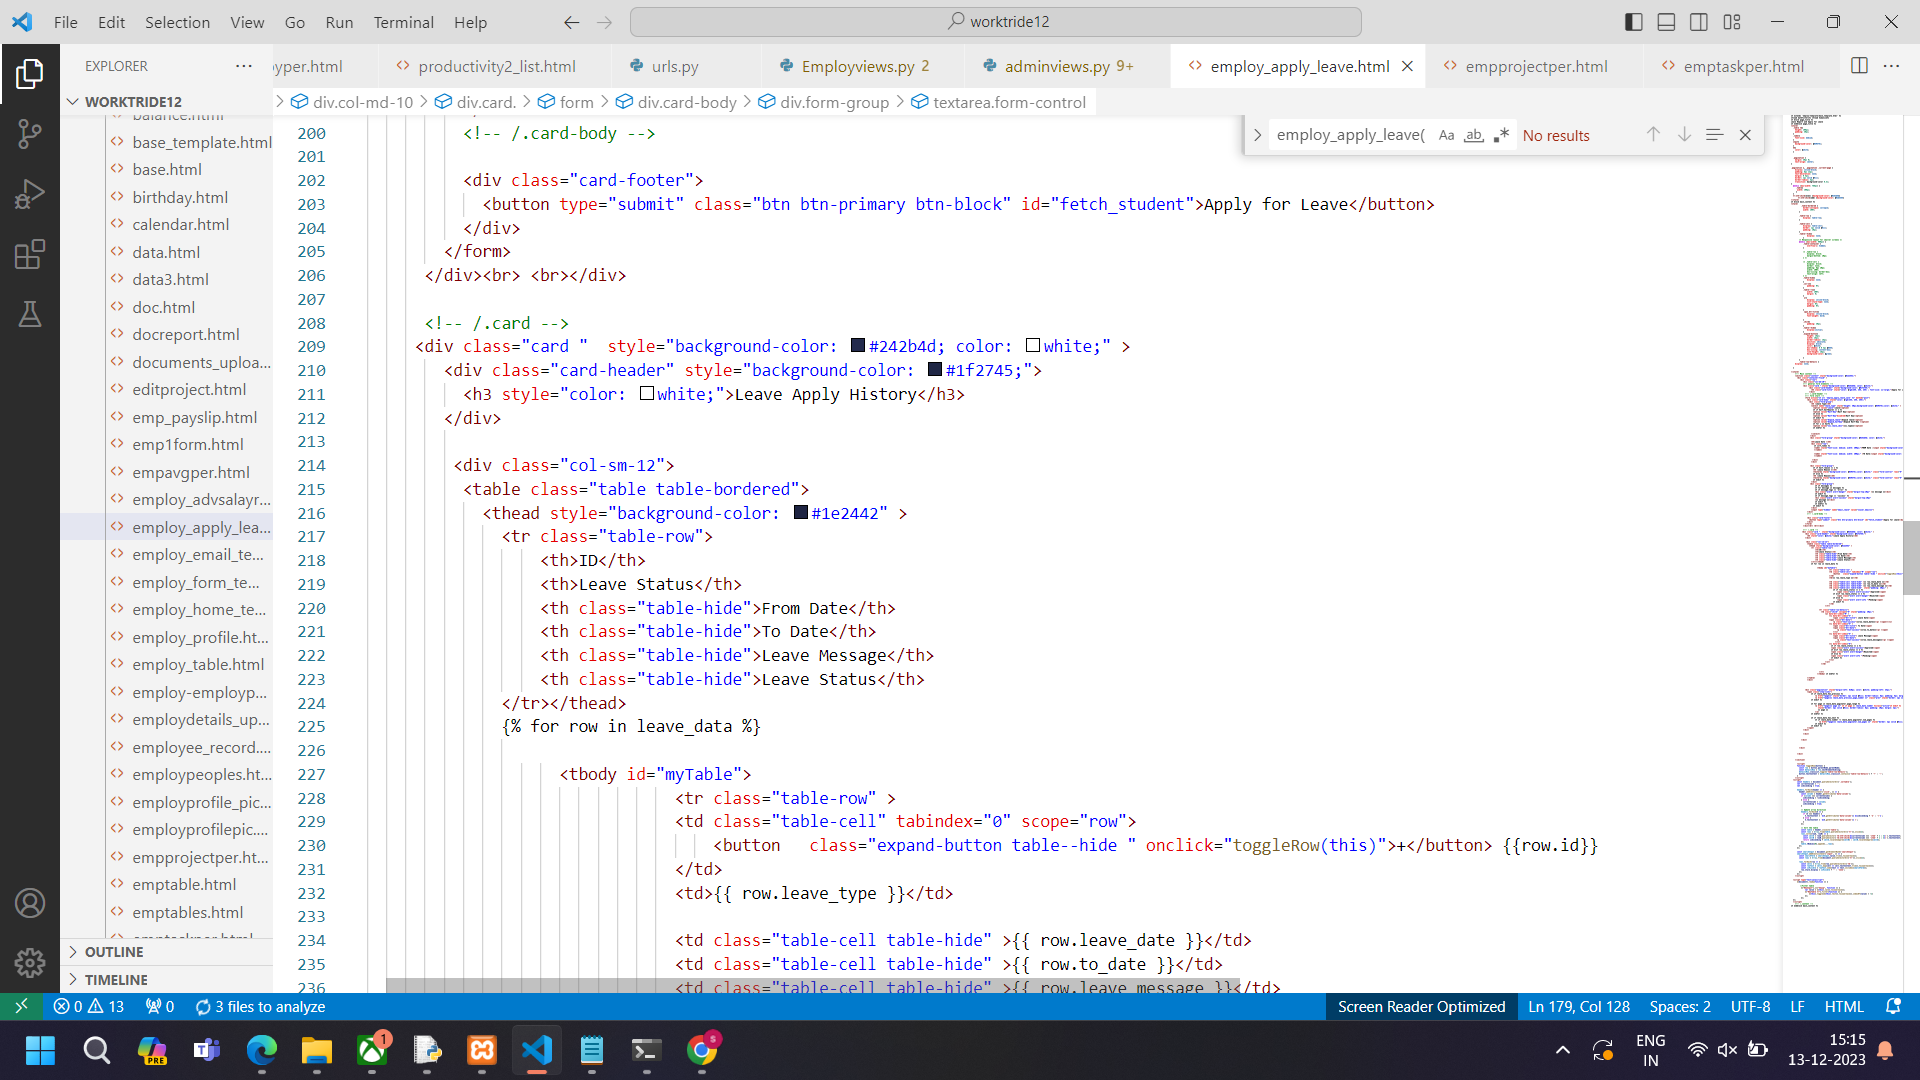 File Edit Selection View Go Run Terminal Help
worktride12
EXPLORER
yper.html
productivity2_list.html
urls.py
Employviews.py 2
adminviews.py 9+
employ_apply_leave.html
empprojectper.html
emptaskper.html
WORKTRIDE12
div.col-md-10 div.card. form div.card-body div.form-group textarea.form-control
employ_apply_leave( Aa ab No results
balance.html
base_template.html
base.html
birthday.html
calendar.html
data.html
data3.html
doc.html
docreport.html
documents_uploa...
editproject.html
emp_payslip.html
emp1form.html
empavgper.html
employ_advsalayr...
employ_apply_lea...
employ_email_te...
employ_form_te...
employ_home_te...
employ_profile.ht...
employ_table.html
employ-employp...
employdetails_up...
employee_record....
employpeoples.ht...
employprofile_pic...
employprofilepic....
empprojectper.ht...
emptable.html
emptables.html
OUTLINE
TIMELINE
200 <!-- /.card-body -->
201
202 <div class="card-footer">
203 <button type="submit" class="btn btn-primary btn-block" id="fetch_student">Apply for Leave</button>
204 </div>
205 </form>
206 </div><br> <br></div>
207
208 <!-- /.card -->
209 <div class="card " style="background-color: #242b4d; color: white;" >
210 <div class="card-header" style="background-color: #1f2745;">
211 <h3 style="color: white;">Leave Apply History</h3>
212 </div>
213
214 <div class="col-sm-12">
215 <table class="table table-bordered">
216 <thead style="background-color: #1e2442" >
217 <tr class="table-row">
218 <th>ID</th>
219 <th>Leave Status</th>
220 <th class="table-hide">From Date</th>
221 <th class="table-hide">To Date</th>
222 <th class="table-hide">Leave Message</th>
223 <th class="table-hide">Leave Status</th>
224 </tr></thead>
225 {% for row in leave_data %}
226
227 <tbody id="myTable">
228 <tr class="table-row" >
229 <td class="table-cell" tabindex="0" scope="row">
230 <button class="expand-button table--hide " onclick="toggleRow(this)">+</button> {{row.id}}
231 </td>
232 <td>{{ row.leave_type }}</td>
233
234 <td class="table-cell table-hide" >{{ row.leave_date }}</td>
235 <td class="table-cell table-hide" >{{ row.to_date }}</td>
236 <td class="table-cell table-hide" >{{ row.leave_message }}</td>
0 13 0 3 files to analyze
Screen Reader Optimized Ln 179, Col 128 Spaces: 2 UTF-8 LF HTML
PRE
1
S
ENG
IN
15:15
13-12-2023